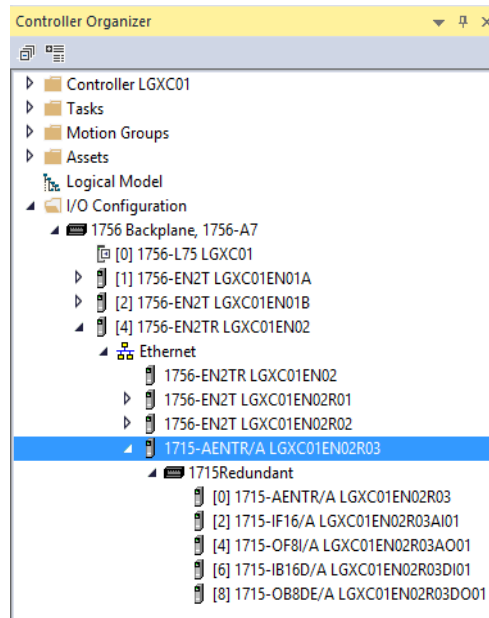 Controller Organizer
Controller LGXC01
Tasks
Motion Groups
Assets
Logical Model
I/O Configuration
1756 Backplane, 1756-A7
[0] 1756-L75 LGXC01
[1] 1756-EN2T LGXC01EN01A
[2] 1756-EN2T LGXC01EN01B
[4] 1756-EN2TR LGXC01EN02
Ethernet
1756-EN2TR LGXC01EN02
1756-EN2T LGXC01EN02R01
1756-EN2T LGXC01EN02R02
1715-AENTR/A LGXC01EN02R03
1715Redundant
[0] 1715-AENTR/A LGXC01EN02R03
[2] 1715-IF16/A LGXC01EN02R03AI01
[4] 1715-OF8I/A LGXC01EN02R03AO01
[6] 1715-IB16D/A LGXC01EN02R03DI01
[8] 1715-OB8DE/A LGXC01EN02R03DO01